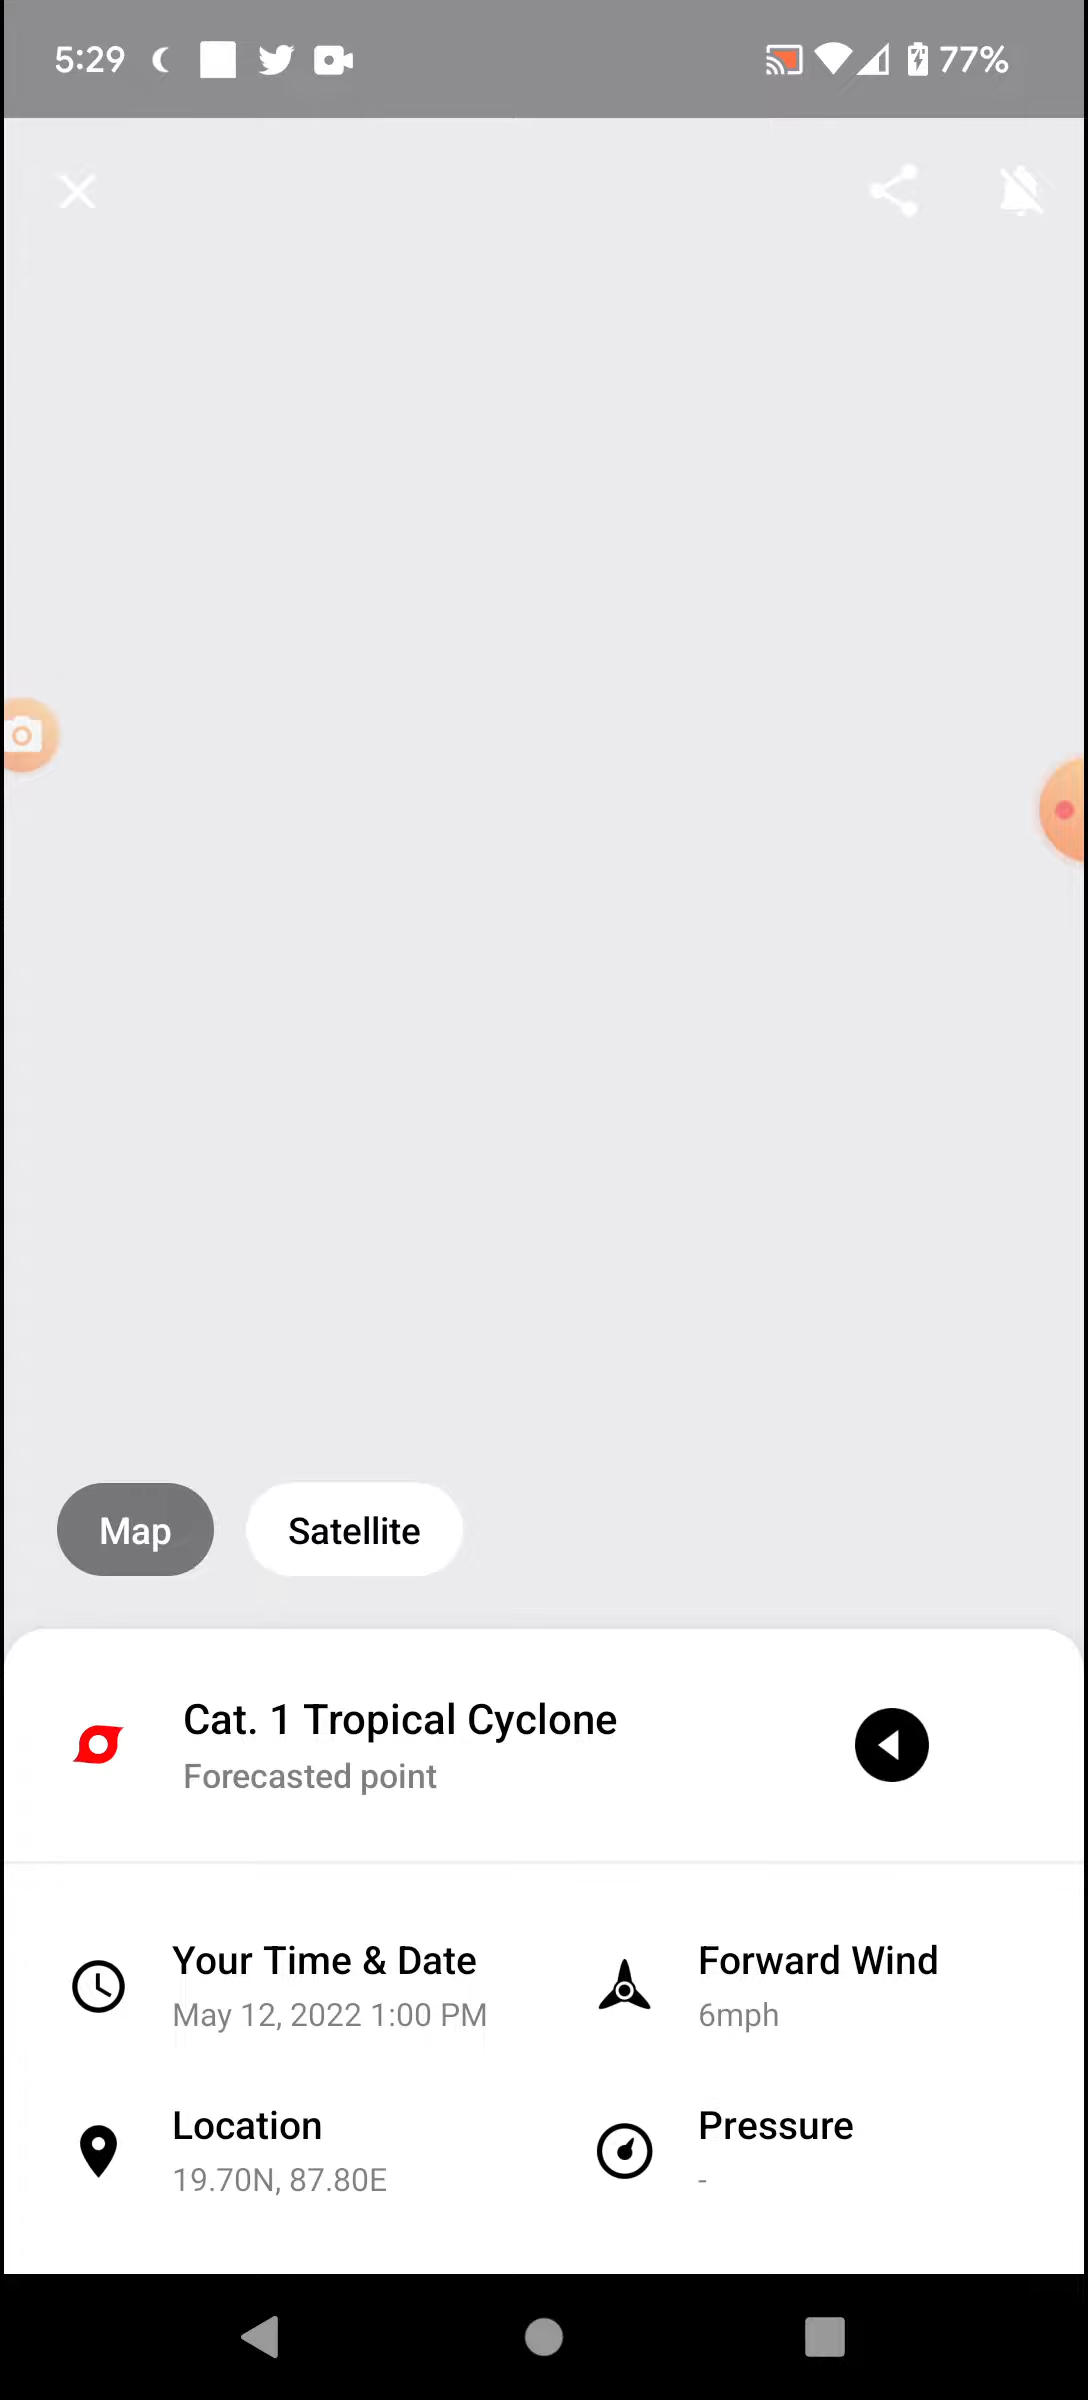 5:29
77%
Map
Satellite
Cat. 1 Tropical Cyclone
Forecasted point
Your Time & Date
May 12, 2022 1:00 PM
Forward Wind
6mph
Location
19.70N, 87.80E
Pressure
-